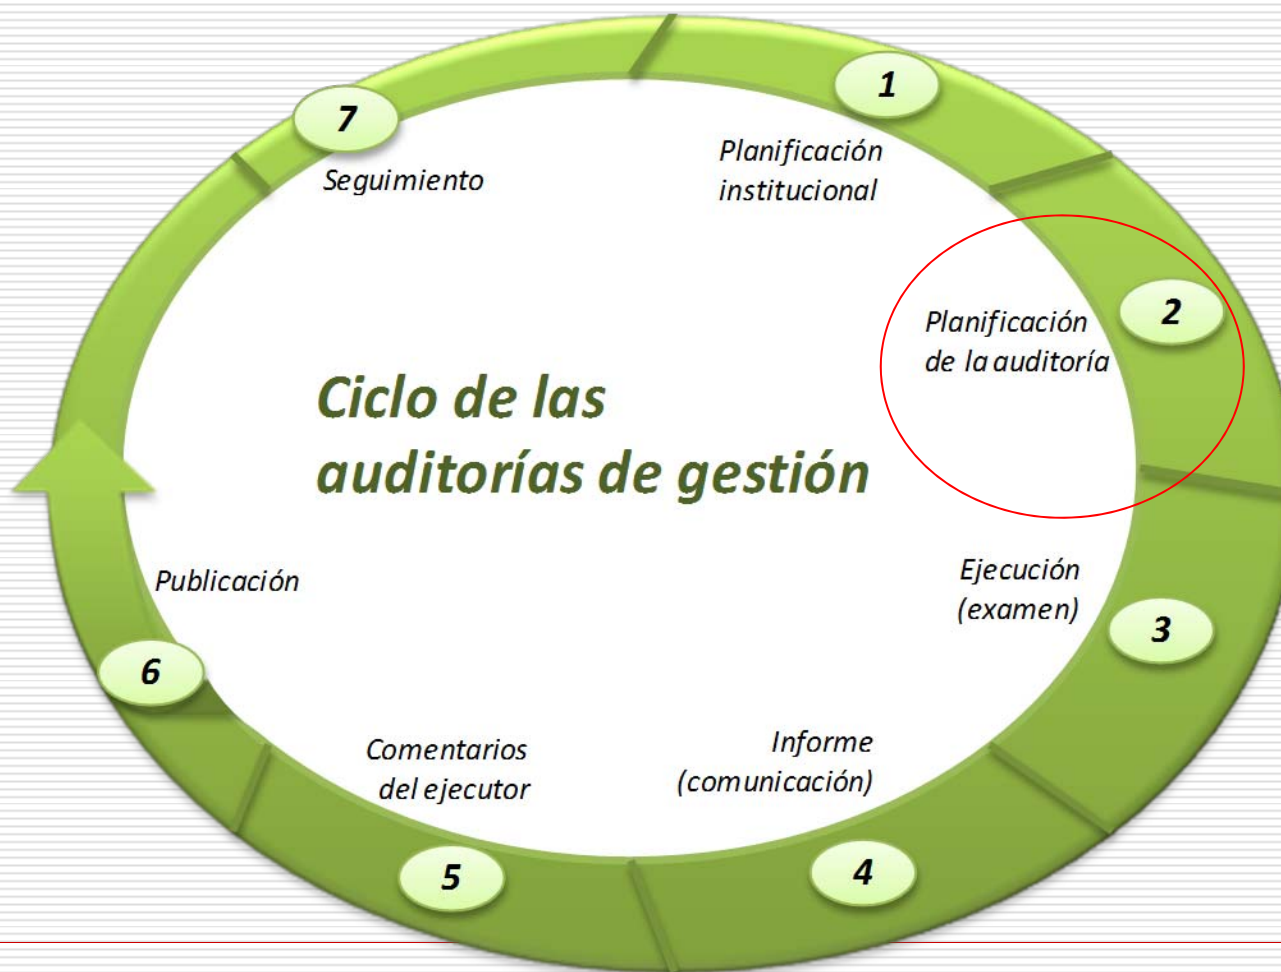 1
Planificación
institucional
2
Planificación
de la auditoría
3
Ejecución
(examen)
4
Informe
(comunicación)
5
Comentarios
del ejecutor
6
Publicación
7
Seguimiento
Ciclo de las
auditorías de gestión